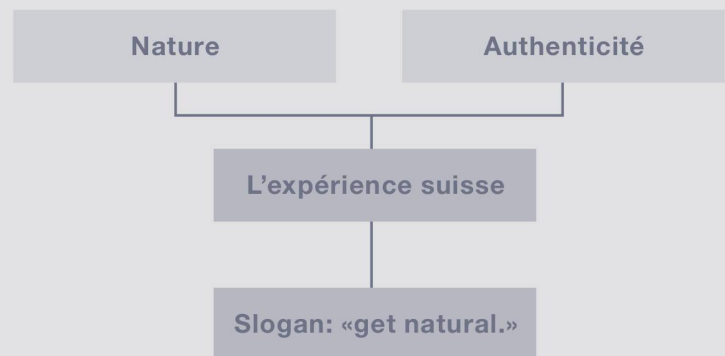 Nature
Authenticité
L’expérience suisse
Slogan: «get natural.»